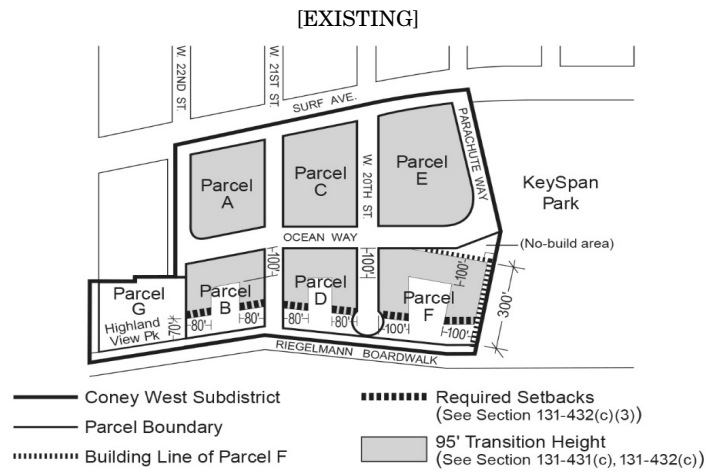 [EXISTING]
W. 22ND ST.
W. 21ST ST.
SURF AVE.
PARACHUTE WAY
W. 20TH ST.
Parcel
A
Parcel
C
Parcel
E
KeySpan
Park
OCEAN WAY
(No-build area)
100'
100'
100'
300'
Parcel
G
Highland
View Pk
70'
Parcel
B
80'
80'
Parcel
D
80'
80'
Parcel
F
100'
100'
RIEGELMANN BOARDWALK
Coney West Subdistrict
Parcel Boundary
Building Line of Parcel F
Required Setbacks
(See Section 131-432(c)(3))
95' Transition Height
(See Section 131-431(c), 131-432(c))